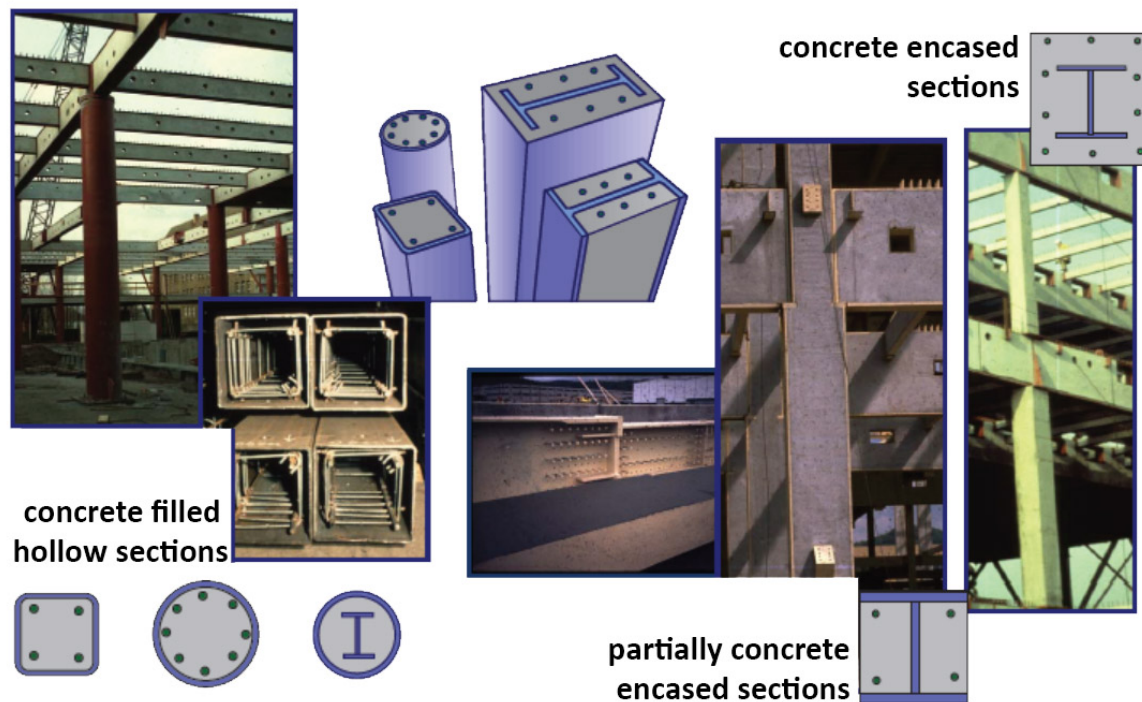 concrete encased
sections
concrete filled
hollow sections
partially concrete
encased sections